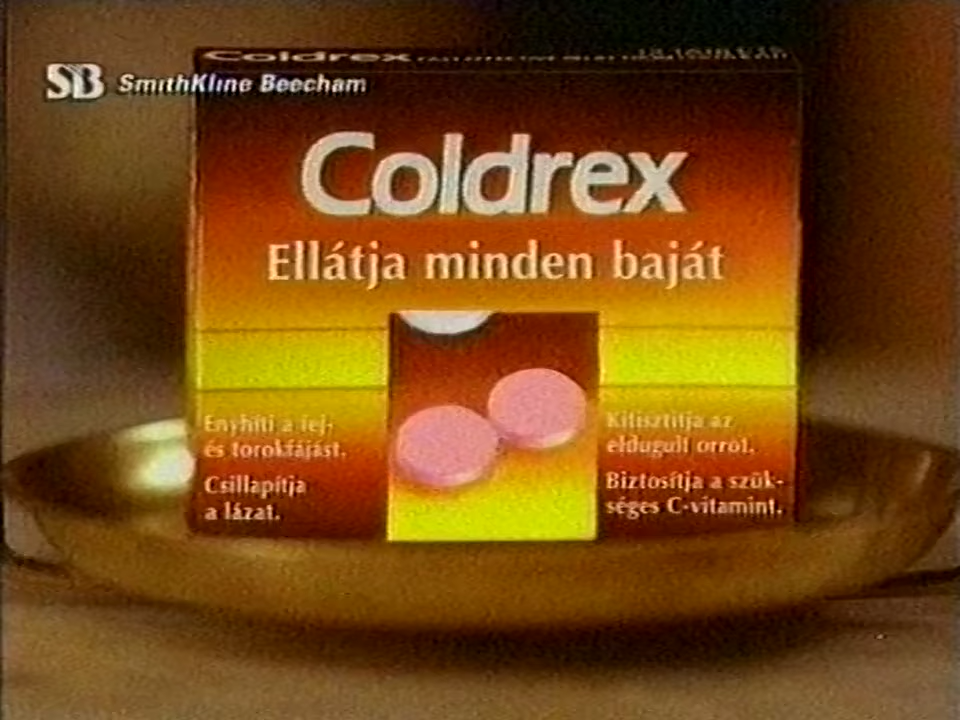 Coldrex
SB SmithKline Beecham
Coldrex
Ellátja minden baját
Enyhíti a fej-
és torokfájást.
Csillapítja
a lázat.
Kitisztítja az
eldugult orrot.
Biztosítja a szük-
séges C-vitamint.